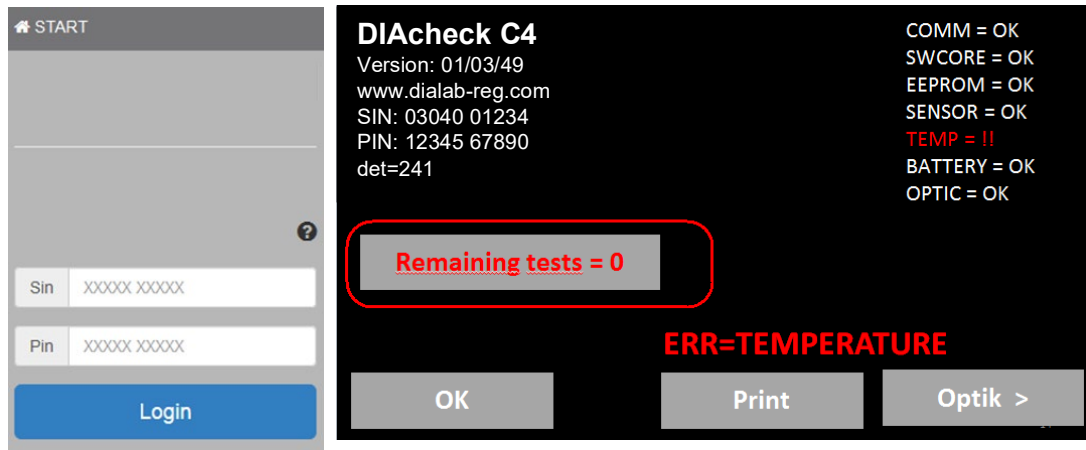 START
Sin XXXXX XXXXX
Pin XXXXX XXXXX
Login
DIAcheck C4
Version: 01/03/49
www.dialab-reg.com
SIN: 03040 01234
PIN: 12345 67890
det=241
COMM = OK
SWCORE = OK
EEPROM = OK
SENSOR = OK
TEMP = !!
BATTERY = OK
OPTIC = OK
Remaining tests = 0
ERR=TEMPERATURE
OK
Print
Optik >